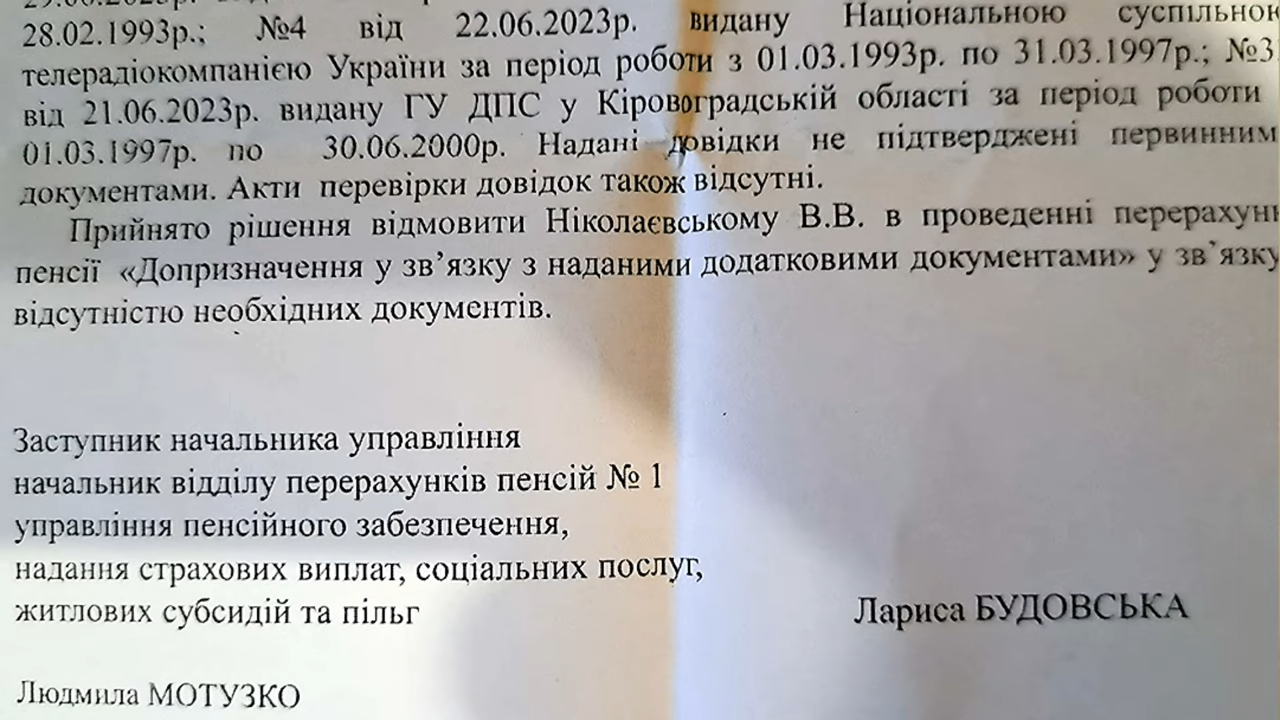 28.02.1993р.; №4 від 22.06.2023р. видану Національною суспільною
телерадіокомпанією України за період роботи з 01.03.1993р. по 31.03.1997р.; №3
від 21.06.2023р. видану ГУ ДПС у Кіровоградській області за період роботи
01.03.1997р. по 30.06.2000р. Надані довідки не підтверджені первинним
документами. Акти перевірки довідок також відсутні.
Прийнято рішення відмовити Ніколаєвському В.В. в проведенні перерахун
пенсії «Допризначення у зв’язку з наданими додатковими документами» у зв’язку
відсутністю необхідних документів.
Заступник начальника управління
начальник відділу перерахунків пенсій № 1
управління пенсійного забезпечення,
надання страхових виплат, соціальних послуг,
житлових субсидій та пільг
Лариса БУДОВСЬКА
Людмила МОТУЗКО